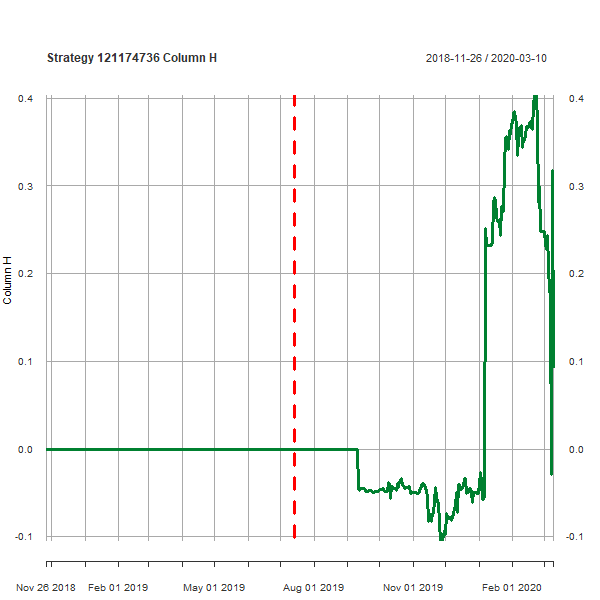 Strategy 121174736 Column H
2018-11-26 / 2020-03-10
0.4 0.4
0.3 0.3
0.2 0.2
Column H
0.1 0.1
0.0 0.0
-0.1 -0.1
Nov 26 2018 Feb 01 2019 May 01 2019 Aug 01 2019 Nov 01 2019 Feb 01 2020